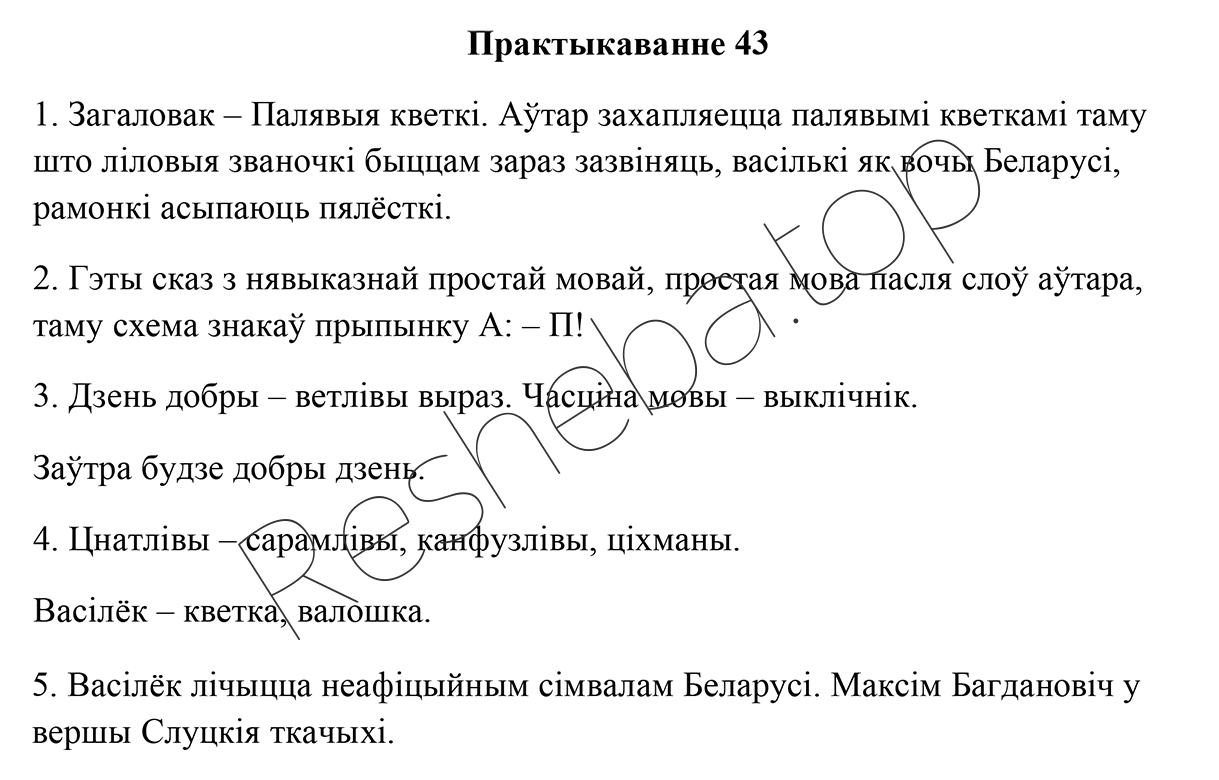 Практыкаванне 43
1. Загаловак – Палявыя кветкі. Аўтар захапляецца палявымі кветкамі таму
што ліловыя званочкі быццам зараз зазвіняць, васількі як вочы Беларусі,
рамонкі асыпаюць пялёсткі.
2. Гэты сказ з нявыказнай простай мовай, простая мова пасля слоў аўтара,
таму схема знакаў прыпынку А: – П!
3. Дзень добры – ветлівы выраз. Часціна мовы – выклічнік.
Заўтра будзе добры дзень.
4. Цнатлівы – сарамлівы, канфузлівы, ціхманы.
Васілёк – кветка, валошка.
5. Васілёк лічыцца неафіцыйным сімвалам Беларусі. Максім Багдановіч у
вершы Слуцкія ткачыхі.
Resheba.top